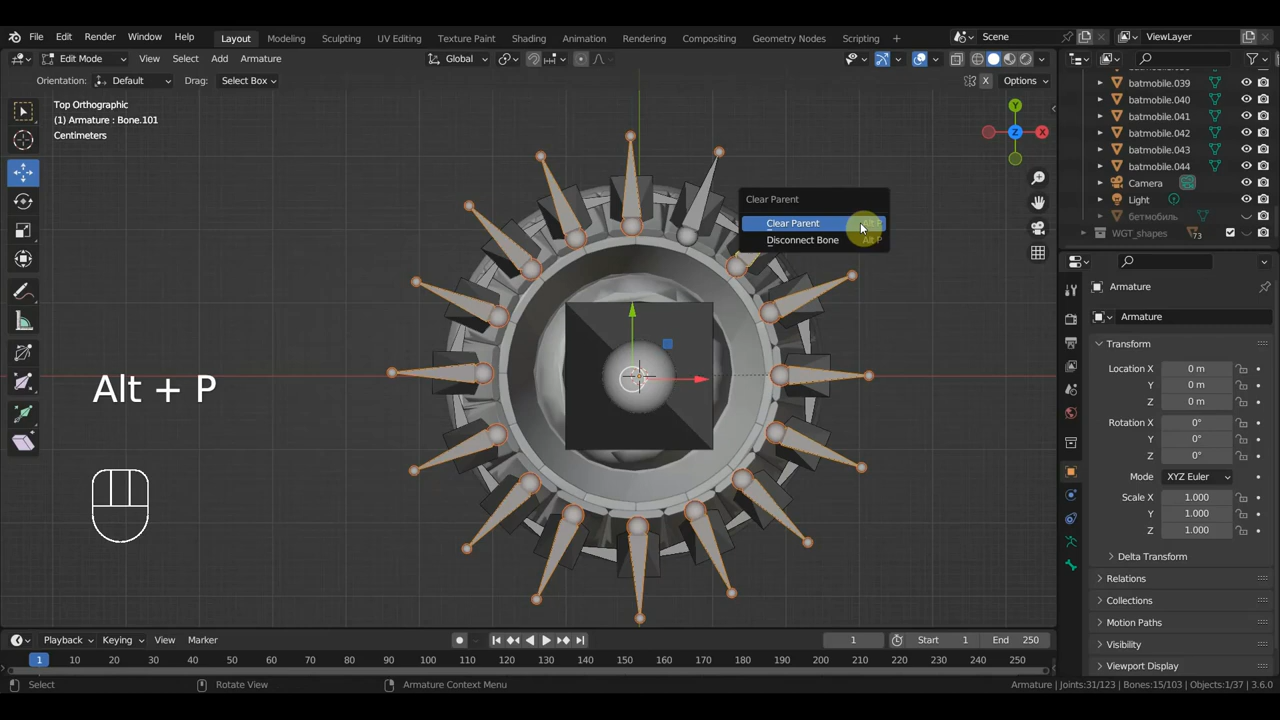 File Edit Render Window Help Layout Modeling Sculpting UV Editing Texture Paint Shading Animation Rendering Compositing Geometry Nodes Scripting + Scene ViewLayer
Edit Mode View Select Add Armature Global
Orientation: Default Drag: Select Box X Options
Top Orthographic
(1) Armature : Bone.101
Centimeters
Y
X
Z
batmobile.039
batmobile.040
batmobile.041
batmobile.042
batmobile.043
batmobile.044
Camera
Light
бетмобиль
WGT_shapes 73
Clear Parent
Clear Parent Alt P
Disconnect Bone Alt P
Alt + P
Armature
Armature
Transform
Location X 0 m
Y 0 m
Z 0 m
Rotation X 0°
Y 0°
Z 0°
Mode XYZ Euler
Scale X 1.000
Y 1.000
Z 1.000
Delta Transform
Relations
Collections
Motion Paths
Visibility
Viewport Display
Playback Keying View Marker 1 Start 1 End 250
1 10 20 30 40 50 60 70 80 90 100 110 120 130 140 150 160 170 180 190 200 210 220 230 240 250
Select Rotate View Armature Context Menu Armature | Joints:31/123 | Bones:15/103 | Objects:1/37 | 3.6.0